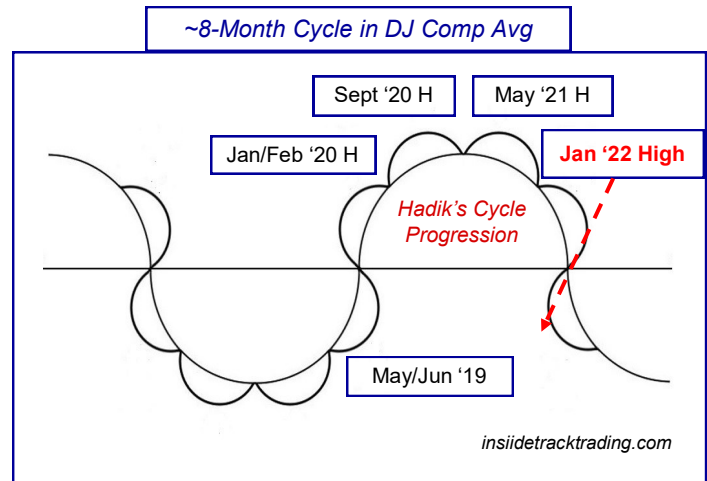 ~8-Month Cycle in DJ Comp Avg
Sept ‘20 H
May ‘21 H
Jan/Feb ‘20 H
Jan ‘22 High
Hadik's Cycle
Progression
May/Jun ‘19
insiidetracktrading.com